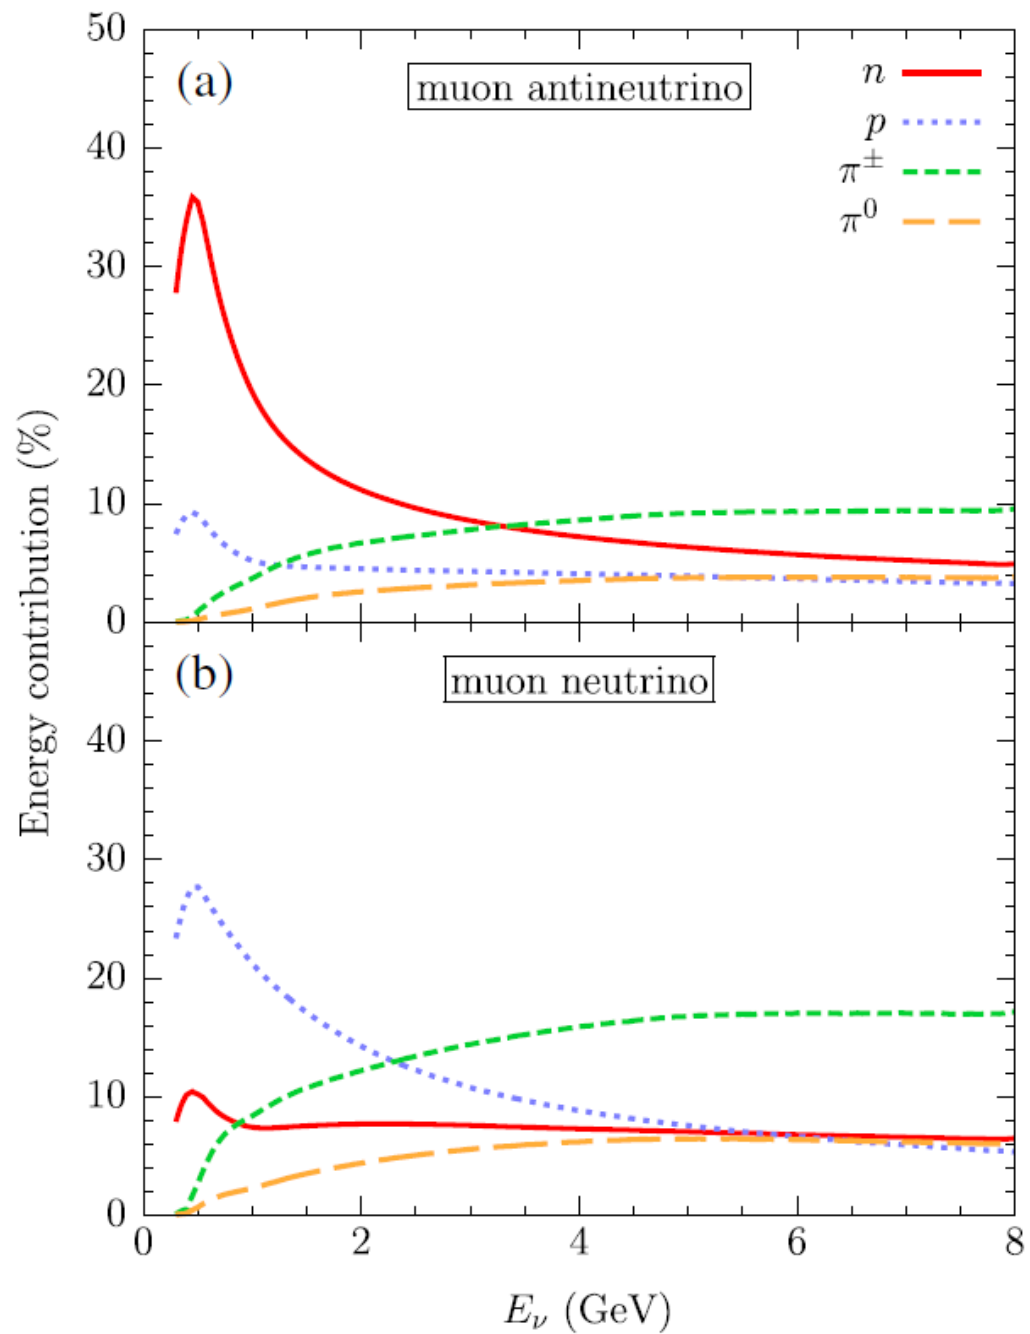 50
(a)
muon antineutrino
n
p
π±
π0
40
30
20
10
0
(b)
muon neutrino
40
30
20
10
0
0 2 4 6 8
Energy contribution (%)
Eν (GeV)